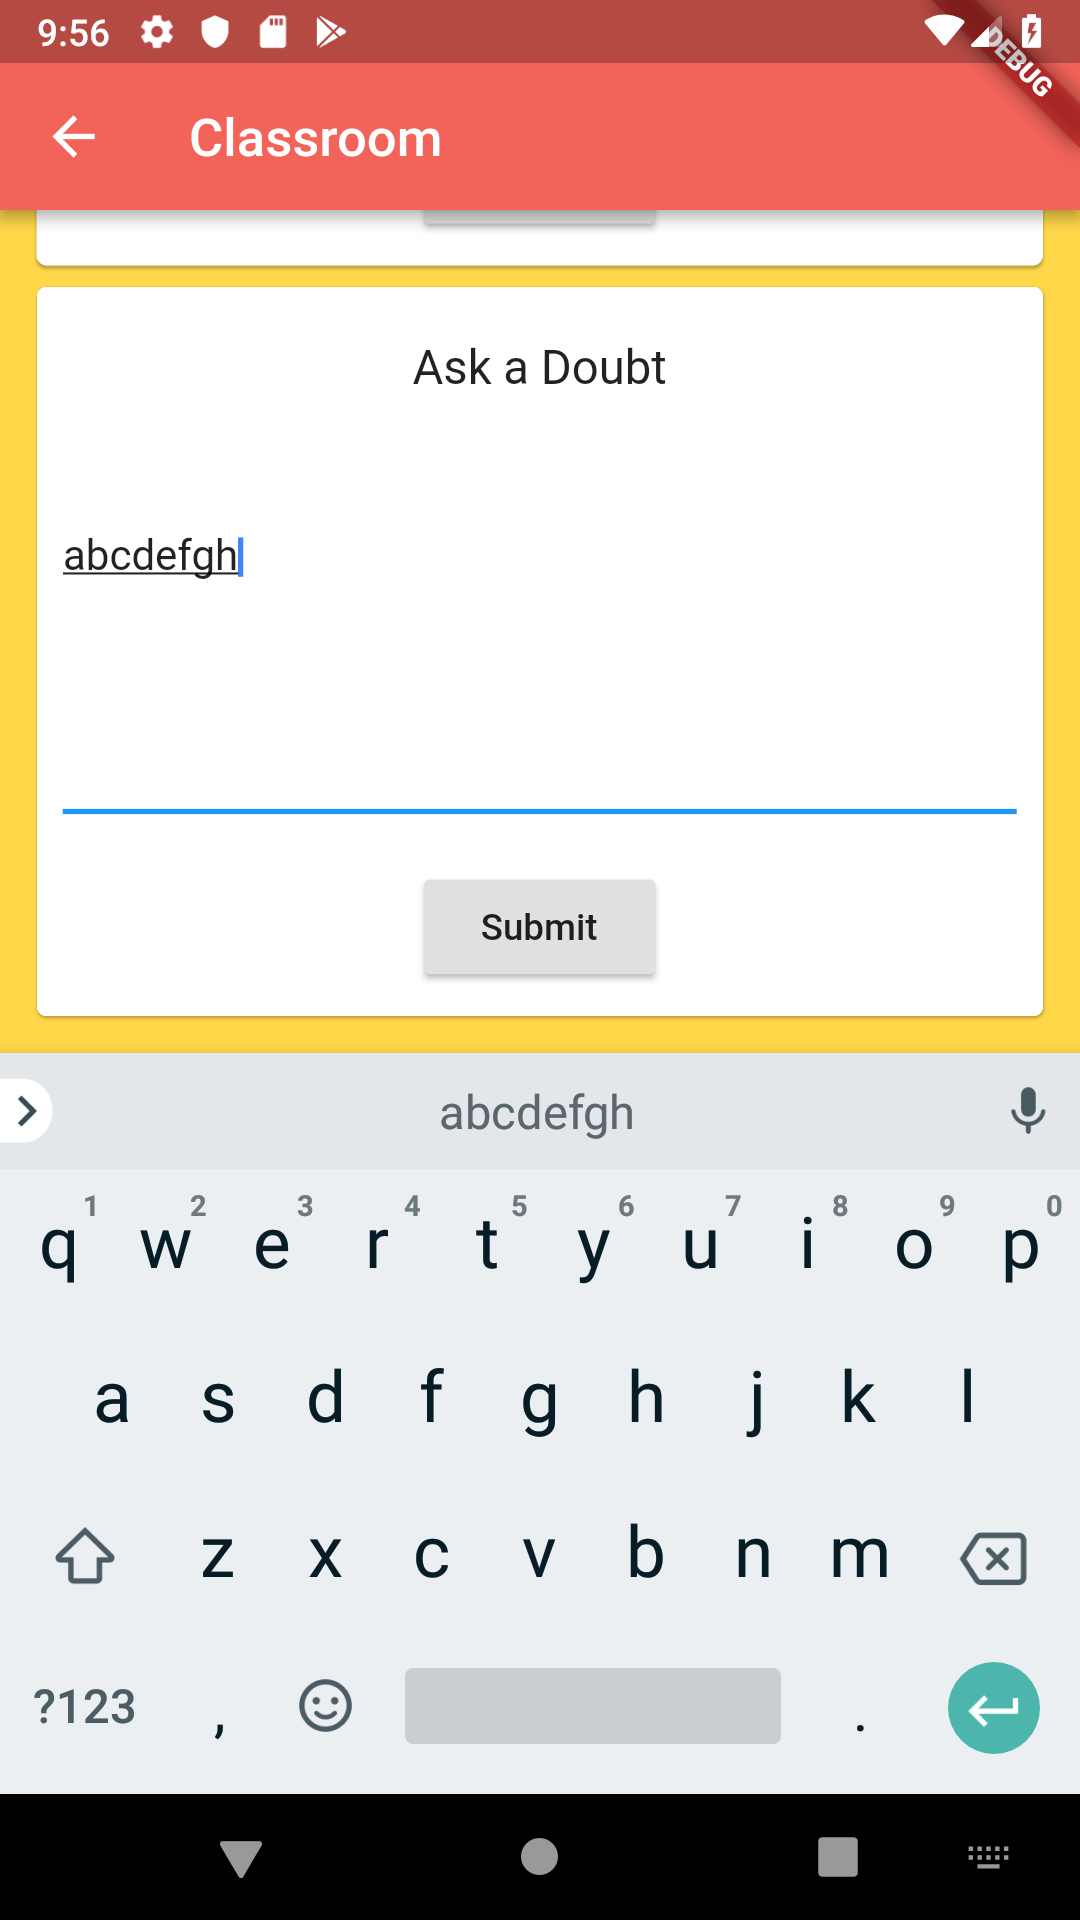 9:56
DEBUG
Classroom
Ask a Doubt
abcdefgh
Submit
abcdefgh
1 2 3 4 5 6 7 8 9 0
q w e r t y u i o p
a s d f g h j k l
z x c v b n m
?123 , .